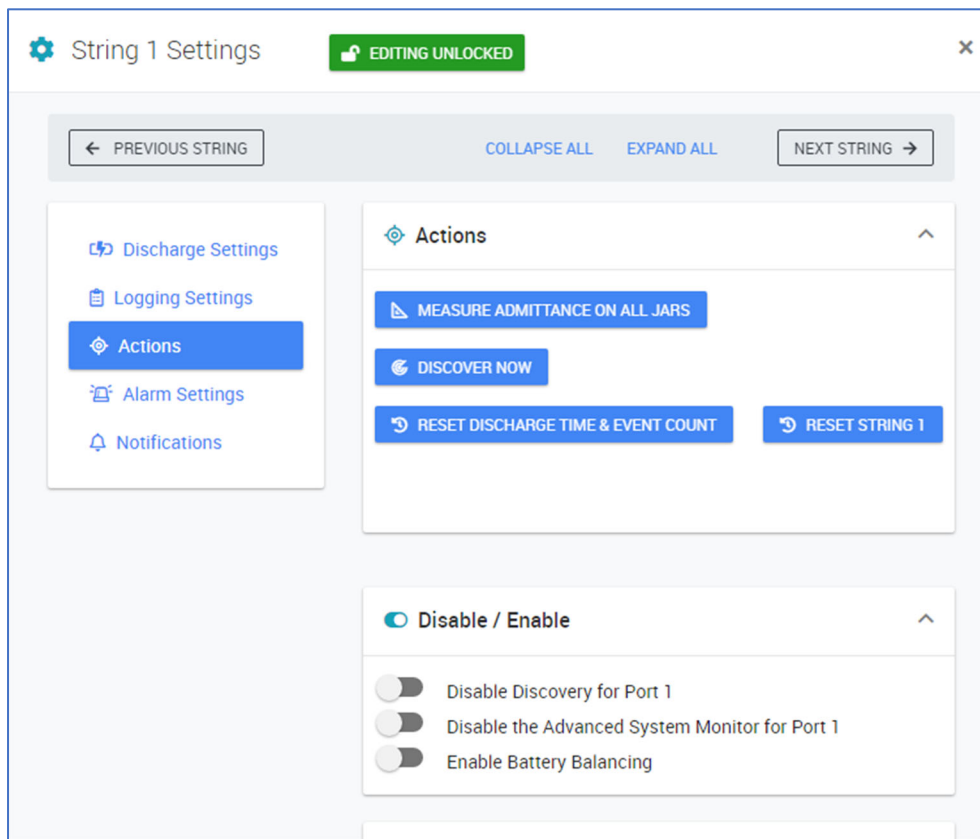 String 1 Settings
EDITING UNLOCKED
PREVIOUS STRING
COLLAPSE ALL
EXPAND ALL
NEXT STRING
Discharge Settings
Logging Settings
Actions
Alarm Settings
Notifications
Actions
MEASURE ADMITTANCE ON ALL JARS
DISCOVER NOW
RESET DISCHARGE TIME & EVENT COUNT
RESET STRING 1
Disable / Enable
Disable Discovery for Port 1
Disable the Advanced System Monitor for Port 1
Enable Battery Balancing